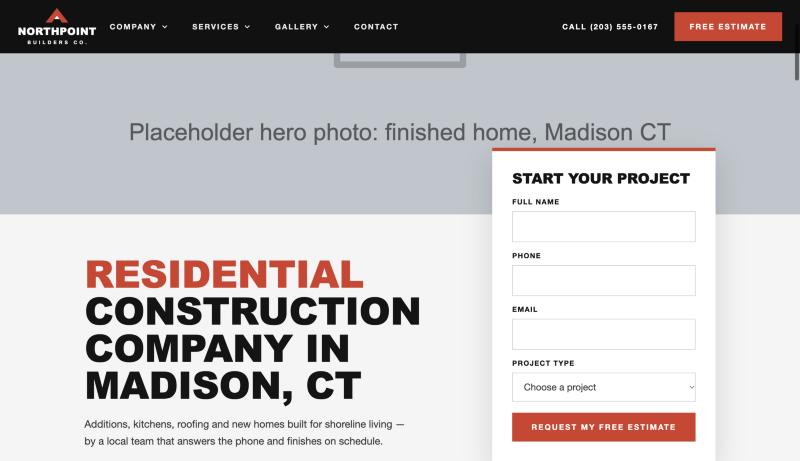 NORTHPOINT
BUILDERS CO.
COMPANY
SERVICES
GALLERY
CONTACT
CALL (203) 555-0167
FREE ESTIMATE
Placeholder hero photo: finished home, Madison CT
RESIDENTIAL
CONSTRUCTION
COMPANY IN
MADISON, CT
Additions, kitchens, roofing and new homes built for shoreline living —
by a local team that answers the phone and finishes on schedule.
START YOUR PROJECT
FULL NAME
PHONE
EMAIL
PROJECT TYPE
Choose a project
REQUEST MY FREE ESTIMATE